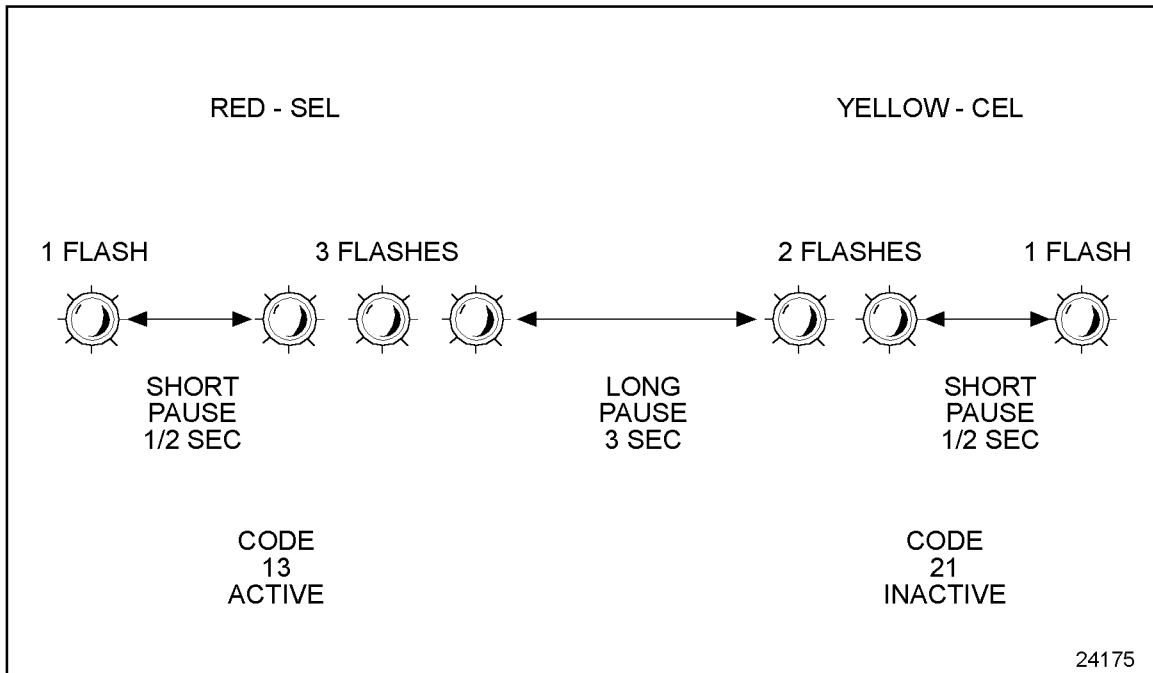 RED - SEL
YELLOW - CEL
1 FLASH
3 FLASHES
2 FLASHES
1 FLASH
SHORT
PAUSE
1/2 SEC
LONG
PAUSE
3 SEC
SHORT
PAUSE
1/2 SEC
CODE
13
ACTIVE
CODE
21
INACTIVE
24175